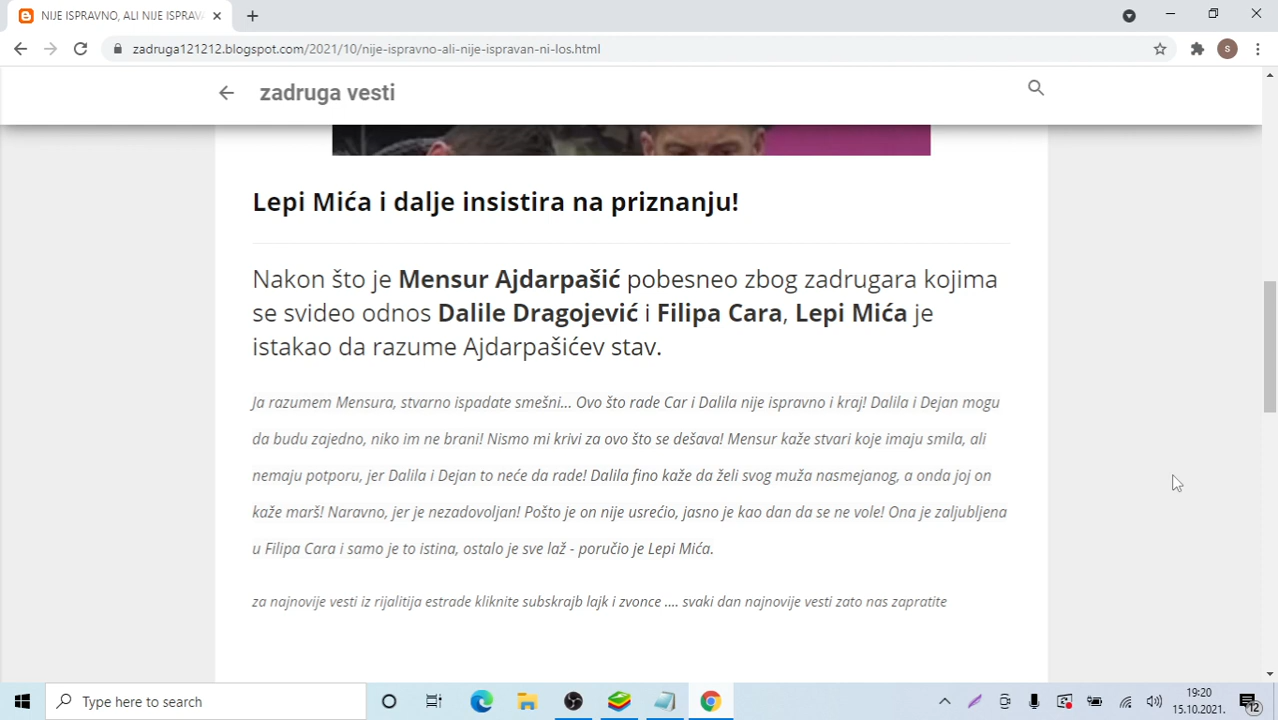 NIJE ISPRAVNO, ALI NIJE ISPRAVA
zadruga121212.blogspot.com/2021/10/nije-ispravno-ali-nije-ispravan-ni-los.html
S
zadruga vesti
Lepi Mića i dalje insistira na priznanju!
Nakon što je Mensur Ajdarpašić pobesneo zbog zadrugara kojima
se svideo odnos Dalile Dragojević i Filipa Cara, Lepi Mića je
istakao da razume Ajdarpašićev stav.
Ja razumem Mensura, stvarno ispadate smešni... Ovo što rade Car i Dalila nije ispravno i kraj! Dalila i Dejan mogu
da budu zajedno, niko im ne brani! Nismo mi krivi za ovo što se dešava! Mensur kaže stvari koje imaju smila, ali
nemaju potporu, jer Dalila i Dejan to neće da rade! Dalila fino kaže da želi svog muža nasmejanog, a onda joj on
kaže marš! Naravno, jer je nezadovoljan! Pošto je on nije usrećio, jasno je kao dan da se ne vole! Ona je zaljubljena
u Filipa Cara i samo je to istina, ostalo je sve laž - poručio je Lepi Mića.
za najnovije vesti iz rijalitija estrade kliknite subskrajb lajk i zvonce .... svaki dan najnovije vesti zato nas zapratite
Type here to search
19:20
15.10.2021.
12